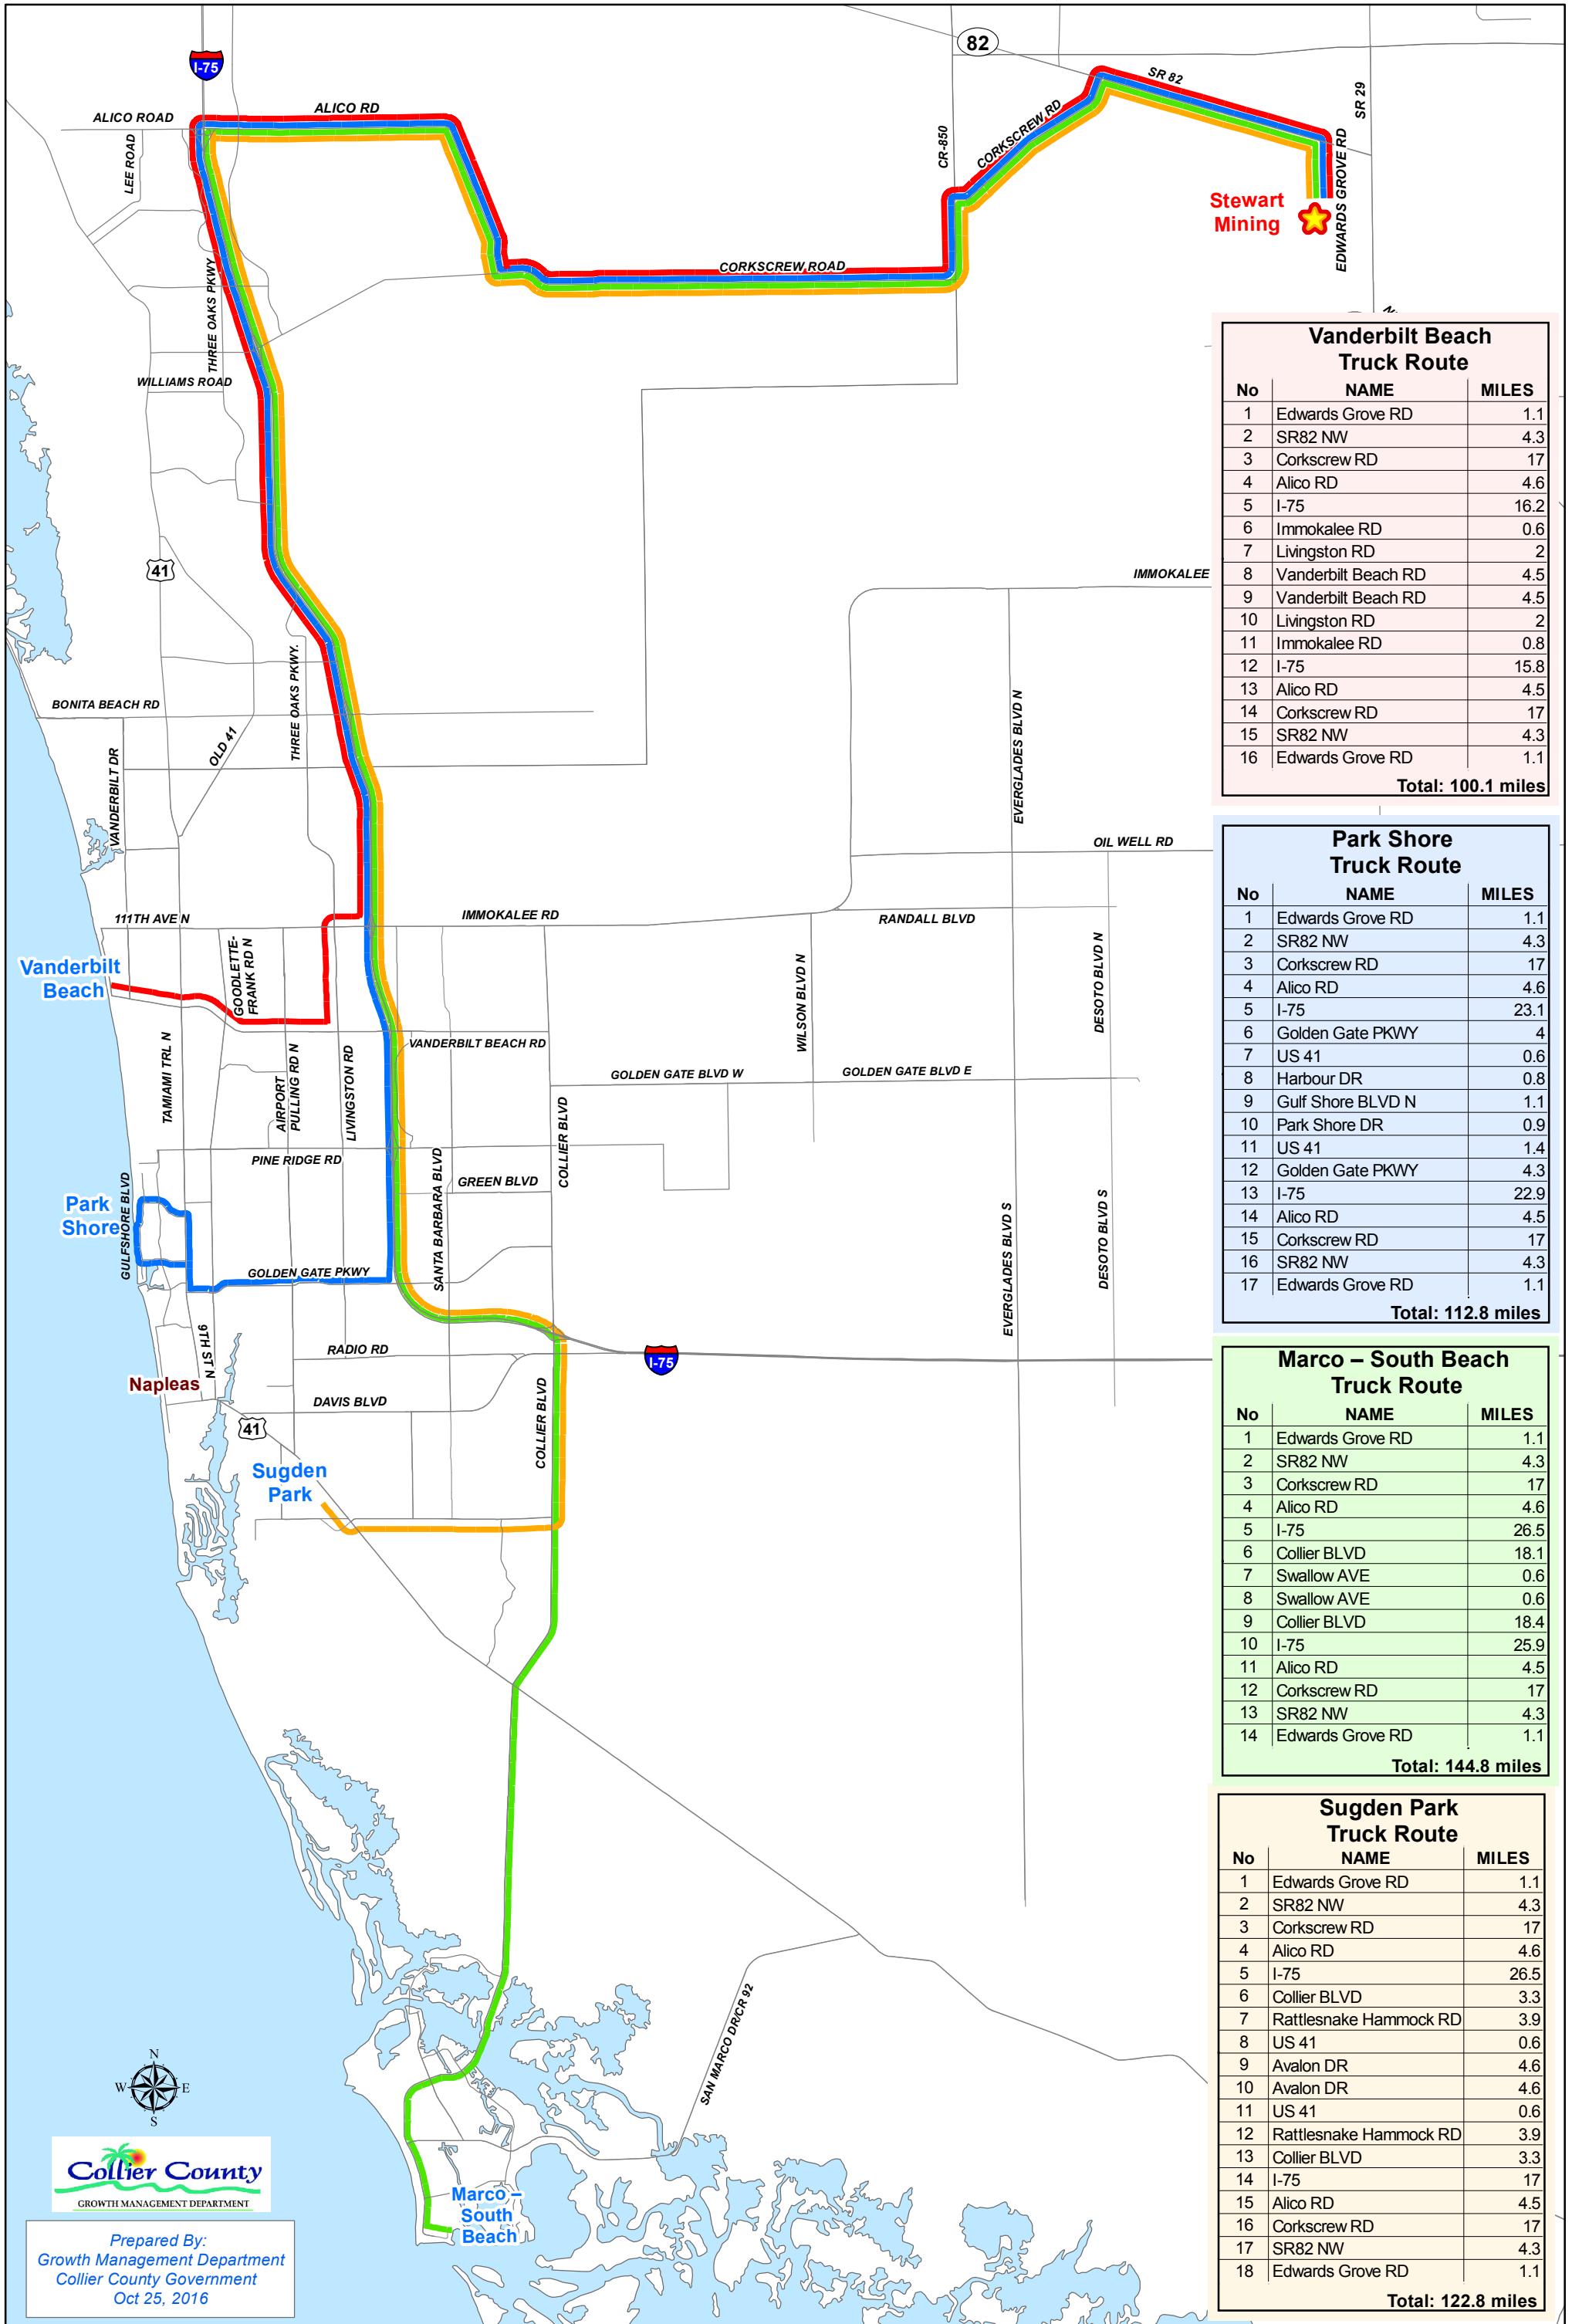 82
I-75
SR 82
ALICO RD
ALICO ROAD
LEE ROAD
CR-850
CORKSCREW RD
SR 29
EDWARDS GROVE RD
Stewart
Mining
CORKSCREW ROAD
THREE OAKS PKWY
WILLIAMS ROAD
41
IMMOKALEE
BONITA BEACH RD
VANDERBILT DR
OLD 41
THREE OAKS PKWY.
EVERGLADES BLVD N
OIL WELL RD
111TH AVE N
IMMOKALEE RD
RANDALL BLVD
Vanderbilt
Beach
GOODLETTE-
FRANK RD N
WILSON BLVD N
DESOTO BLVD N
TAMIAMI TRL N
AIRPORT
PULLING RD N
LIVINGSTON RD
VANDERBILT BEACH RD
GOLDEN GATE BLVD W
GOLDEN GATE BLVD E
COLLIER BLVD
PINE RIDGE RD
SANTA BARBARA BLVD
GREEN BLVD
Park
Shore
GULFSHORE BLVD
GOLDEN GATE PKWY
EVERGLADES BLVD S
DESOTO BLVD S
9TH ST N
RADIO RD
I-75
Napleas
DAVIS BLVD
41
COLLIER BLVD
Sugden
Park
SAN MARCO DR/CR 92
Marco –
South
Beach
N
W E
S
Collier County
GROWTH MANAGEMENT DEPARTMENT
Prepared By:
Growth Management Department
Collier County Government
Oct 25, 2016
Vanderbilt Beach
Truck Route
No NAME MILES
1 Edwards Grove RD 1.1
2 SR82 NW 4.3
3 Corkscrew RD 17
4 Alico RD 4.6
5 I-75 16.2
6 Immokalee RD 0.6
7 Livingston RD 2
8 Vanderbilt Beach RD 4.5
9 Vanderbilt Beach RD 4.5
10 Livingston RD 2
11 Immokalee RD 0.8
12 I-75 15.8
13 Alico RD 4.5
14 Corkscrew RD 17
15 SR82 NW 4.3
16 Edwards Grove RD 1.1
Total: 100.1 miles
Park Shore
Truck Route
No NAME MILES
1 Edwards Grove RD 1.1
2 SR82 NW 4.3
3 Corkscrew RD 17
4 Alico RD 4.6
5 I-75 23.1
6 Golden Gate PKWY 4
7 US 41 0.6
8 Harbour DR 0.8
9 Gulf Shore BLVD N 1.1
10 Park Shore DR 0.9
11 US 41 1.4
12 Golden Gate PKWY 4.3
13 I-75 22.9
14 Alico RD 4.5
15 Corkscrew RD 17
16 SR82 NW 4.3
17 Edwards Grove RD 1.1
Total: 112.8 miles
Marco – South Beach
Truck Route
No NAME MILES
1 Edwards Grove RD 1.1
2 SR82 NW 4.3
3 Corkscrew RD 17
4 Alico RD 4.6
5 I-75 26.5
6 Collier BLVD 18.1
7 Swallow AVE 0.6
8 Swallow AVE 0.6
9 Collier BLVD 18.4
10 I-75 25.9
11 Alico RD 4.5
12 Corkscrew RD 17
13 SR82 NW 4.3
14 Edwards Grove RD 1.1
Total: 144.8 miles
Sugden Park
Truck Route
No NAME MILES
1 Edwards Grove RD 1.1
2 SR82 NW 4.3
3 Corkscrew RD 17
4 Alico RD 4.6
5 I-75 26.5
6 Collier BLVD 3.3
7 Rattlesnake Hammock RD 3.9
8 US 41 0.6
9 Avalon DR 4.6
10 Avalon DR 4.6
11 US 41 0.6
12 Rattlesnake Hammock RD 3.9
13 Collier BLVD 3.3
14 I-75 17
15 Alico RD 4.5
16 Corkscrew RD 17
17 SR82 NW 4.3
18 Edwards Grove RD 1.1
Total: 122.8 miles